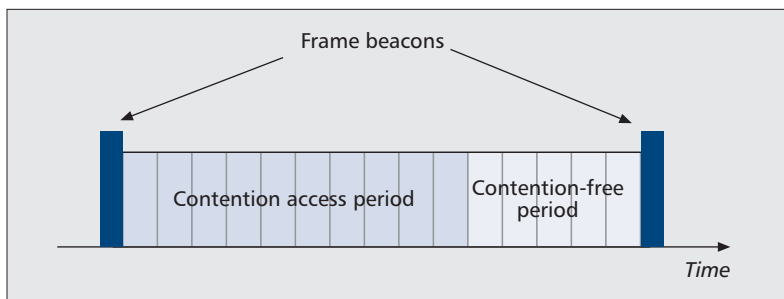 Frame beacons
Contention access period
Contention-free
period
Time